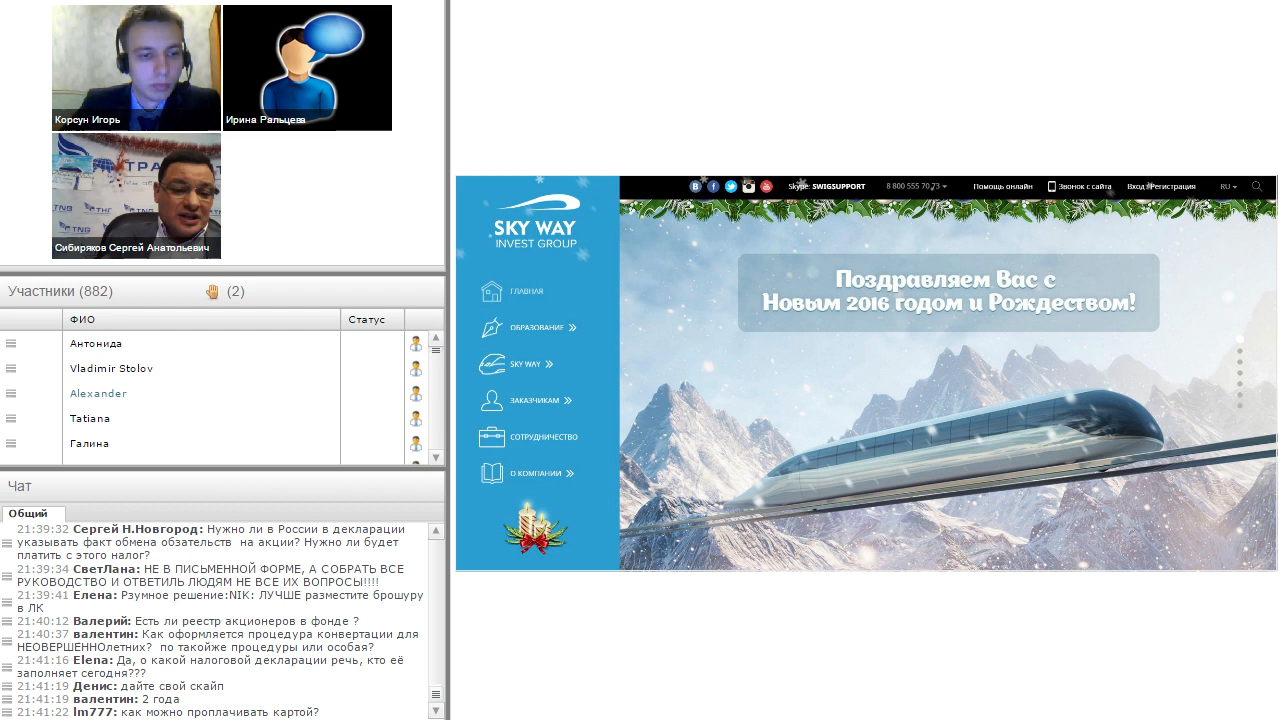 Корсун Игорь
Ирина Ральцева
ТРА
TNG
ТНГ
TNG
Сибиряков Сергей Анатольевич
Участники (882)
(2)
ФИО
Статус
Антонида
Vladimir Stolov
Alexander
Tatiana
Галина
Чат
Общий
21:39:32 Сергей Н.Новгород: Нужно ли в России в декларации
указывать факт обмена обзательств на акции? Нужно ли будет
платить с этого налог?
21:39:34 СветЛана: НЕ В ПИСЬМЕННОЙ ФОРМЕ, А СОБРАТЬ ВСЕ
РУКОВОДСТВО И ОТВЕТИЛЬ ЛЮДЯМ НЕ ВСЕ ИХ ВОПРОСЫ!!!!
21:39:41 Елена: Рзумное решение:NIK: ЛУЧШЕ разместите брошуру
в ЛК
21:40:12 Валерий: Есть ли реестр акционеров в фонде ?
21:40:37 валентин: Как оформляется процедура конвертации для
НЕОВЕРШЕННОлетних? по такойже процедуры или особая?
21:41:16 Elena: Да, о какой налоговой декларации речь, кто её
заполняет сегодня???
21:41:19 Денис: дайте свой скайп
21:41:19 валентин: 2 года
21:41:22 lm777: как можно проплачивать картой?
Skype: SWIGSUPPORT
8 800 555 70 73
Помощь онлайн
Звонок с сайта
Вход / Регистрация
RU
SKY WAY
INVEST GROUP
ГЛАВНАЯ
ОБРАЗОВАНИЕ
SKY WAY
ЗАКАЗЧИКАМ
СОТРУДНИЧЕСТВО
О КОМПАНИИ
Поздравляем Вас с
Новым 2016 годом и Рождеством!